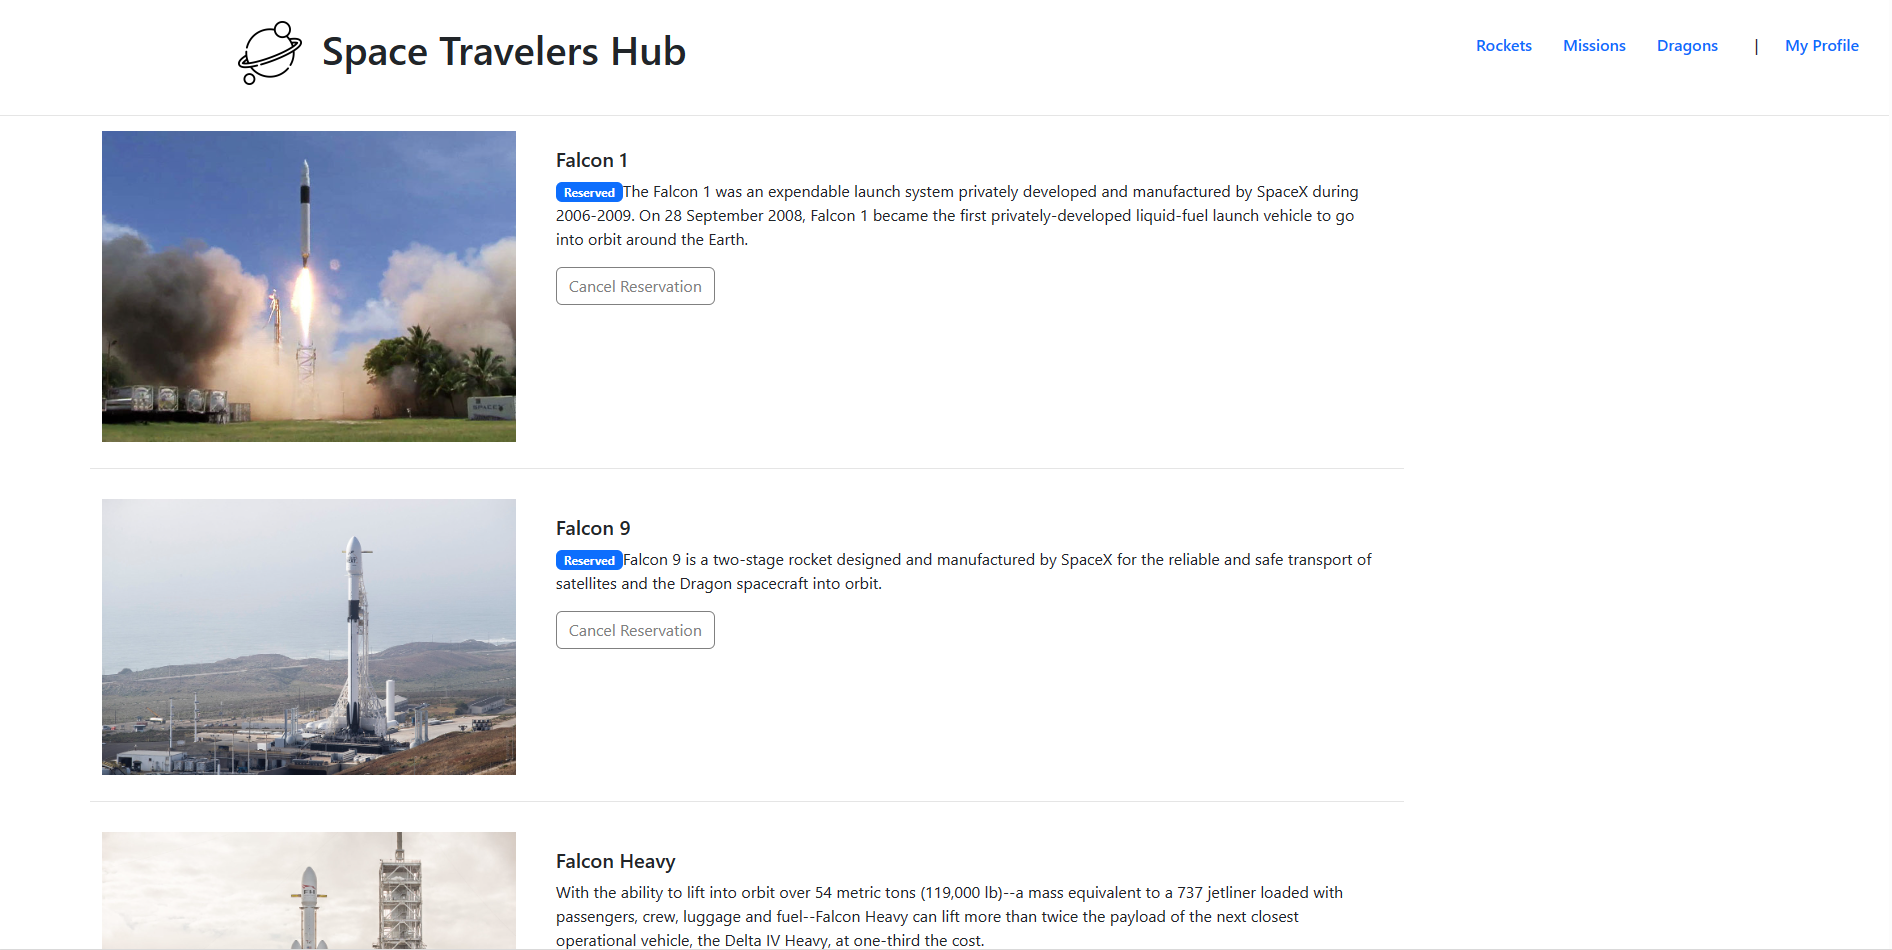 Space Travelers Hub
Rockets Missions Dragons | My Profile
Falcon 1
Reserved The Falcon 1 was an expendable launch system privately developed and manufactured by SpaceX during
2006-2009. On 28 September 2008, Falcon 1 became the first privately-developed liquid-fuel launch vehicle to go
into orbit around the Earth.
Cancel Reservation
Falcon 9
Reserved Falcon 9 is a two-stage rocket designed and manufactured by SpaceX for the reliable and safe transport of
satellites and the Dragon spacecraft into orbit.
Cancel Reservation
Falcon Heavy
With the ability to lift into orbit over 54 metric tons (119,000 lb)--a mass equivalent to a 737 jetliner loaded with
passengers, crew, luggage and fuel--Falcon Heavy can lift more than twice the payload of the next closest
operational vehicle, the Delta IV Heavy, at one-third the cost.